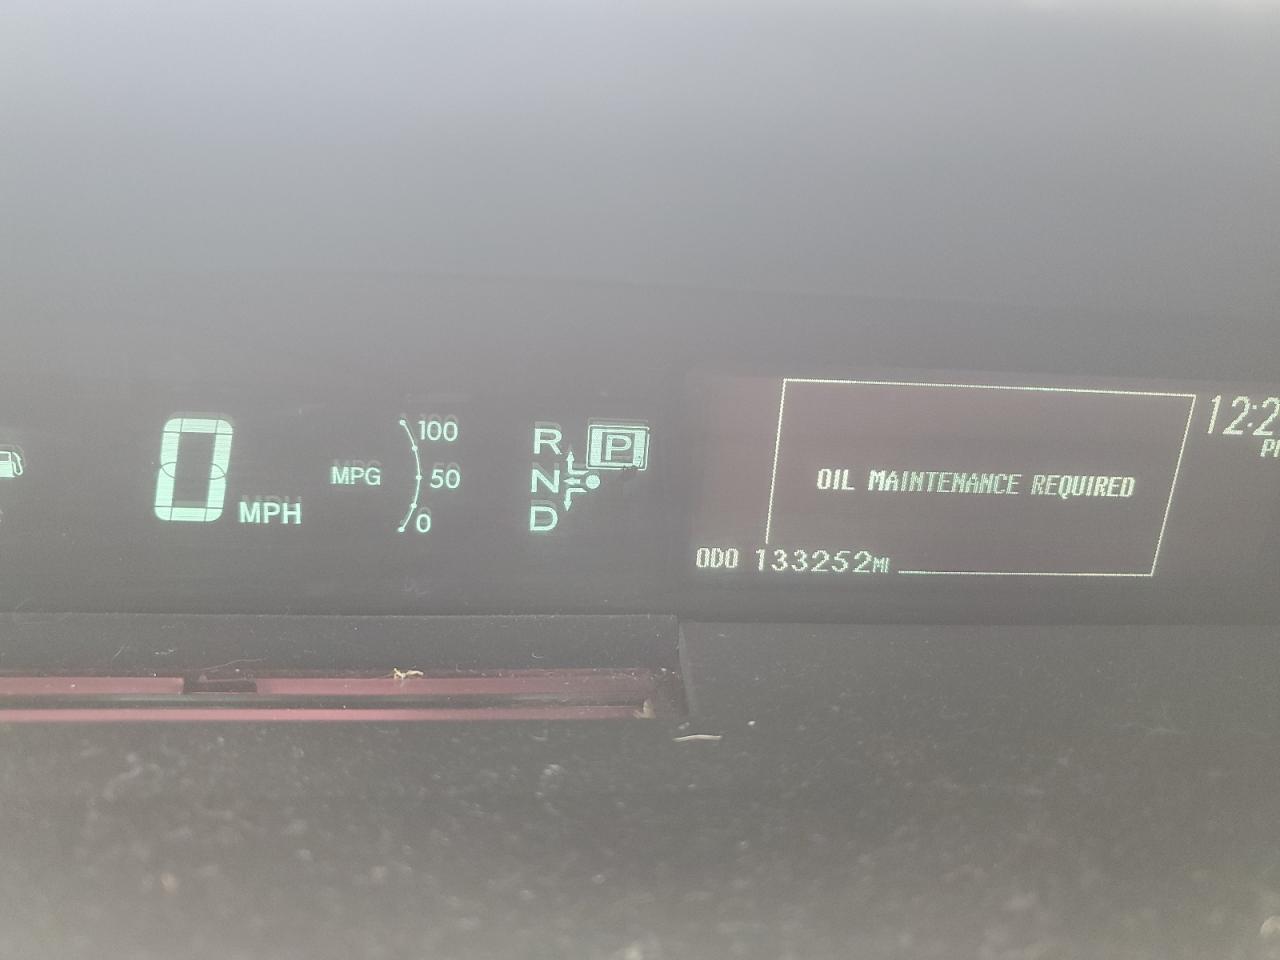 0 MPH
MPG
100
50
0
R
N
D
P
OIL MAINTENANCE REQUIRED
ODO 133252MI